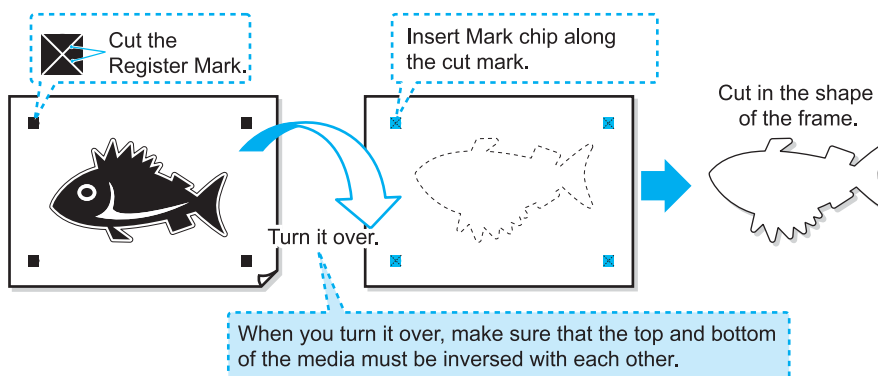 Cut the
Register Mark.
Insert Mark chip along
the cut mark.
Cut in the shape
of the frame.
Turn it over.
When you turn it over, make sure that the top and bottom
of the media must be inversed with each other.